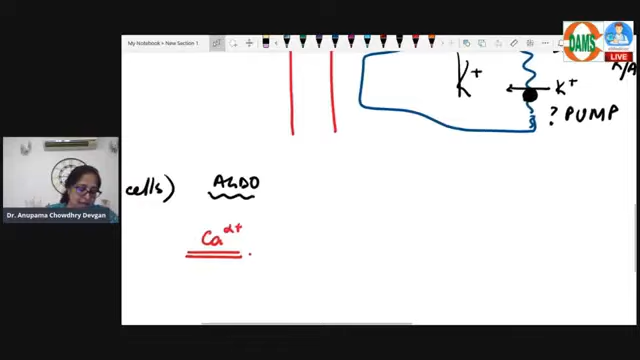 My Notebook > New Section 1
DAMS
LIVE
K+
K+
? PUMP
cells)
ALDO
Ca2+
Dr. Anupama Chowdhry Devgan